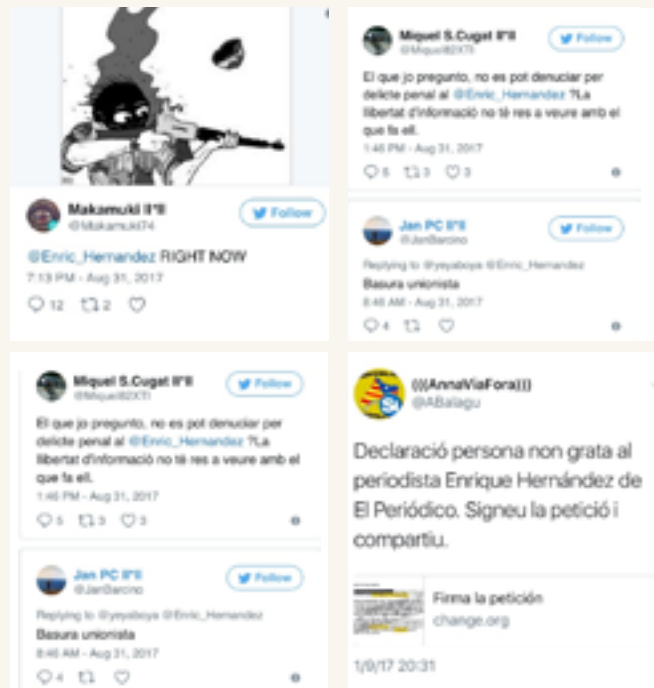 Makamuki II*II
@Makamuki74
Follow
@Enric_Hernandez RIGHT NOW
7:13 PM - Aug 31, 2017
12 2
Miquel S.Cugat II*II
@Miquel82XTI
Follow
El que jo pregunto, no es pot denuciar per
delicte penal al @Enric_Hernandez ?La
llibertat d'informació no té res a veure amb el
que fa ell.
1:46 PM - Aug 31, 2017
5 3 3
Jan PC II*II
@JanBarcino
Follow
Replying to @yeyaboya @Enric_Hernandez
Basura unionista
8:46 AM - Aug 31, 2017
4
Miquel S.Cugat II*II
@Miquel82XTI
Follow
El que jo pregunto, no es pot denuciar per
delicte penal al @Enric_Hernandez ?La
llibertat d'informació no té res a veure amb el
que fa ell.
1:46 PM - Aug 31, 2017
5 3 3
Jan PC II*II
@JanBarcino
Follow
Replying to @yeyaboya @Enric_Hernandez
Basura unionista
8:46 AM - Aug 31, 2017
4
(((AnnaViaFora)))
@ABalagu
Declaració persona non grata al
periodista Enrique Hernández de
El Periódico. Signeu la petició i
compartiu.
Firma la petición
change.org
1/9/17 20:31